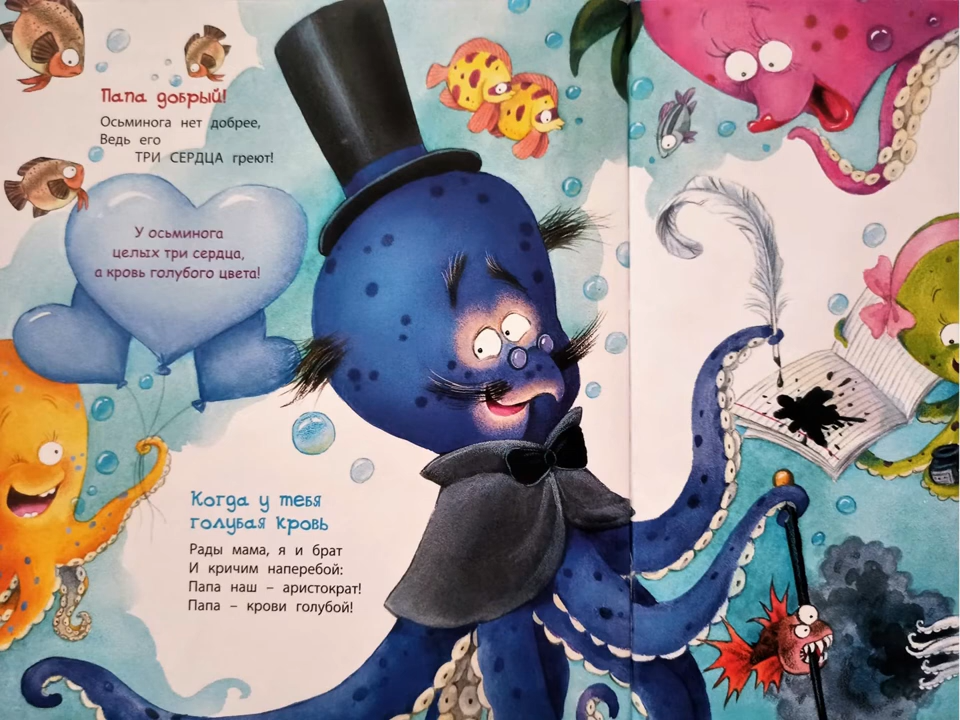 Папа добрый!
Осьминога нет добрее,
Ведь его
ТРИ СЕРДЦА греют!
У осьминога
целых три сердца,
а кровь голубого цвета!
Когда у тебя
голубая кровь
Рады мама, я и брат
И кричим наперебой:
Папа наш – аристократ!
Папа – крови голубой!